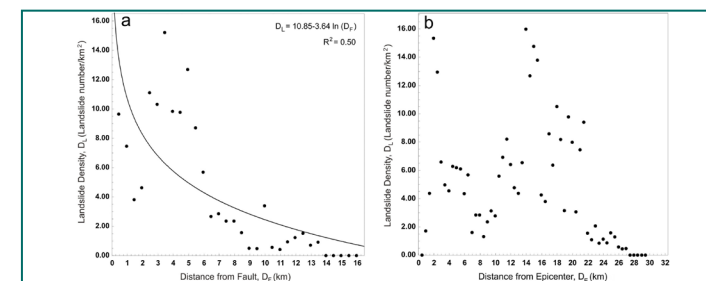 a
D_L = 10.85-3.64 ln (D_F)
R² = 0.50
Landslide Density, D_L (Landslide number/km²)
16.00
14.00
12.00
10.00
8.00
6.00
4.00
2.00
0.00
0 1 2 3 4 5 6 7 8 9 10 11 12 13 14 15 16
Distance from Fault, D_F (km)
b
Landslide Density, D_L (Landslide number/km²)
16.00
14.00
12.00
10.00
8.00
6.00
4.00
2.00
0.00
0 2 4 6 8 10 12 14 16 18 20 22 24 26 28 30 32
Distance from Epicenter, D_E (km)